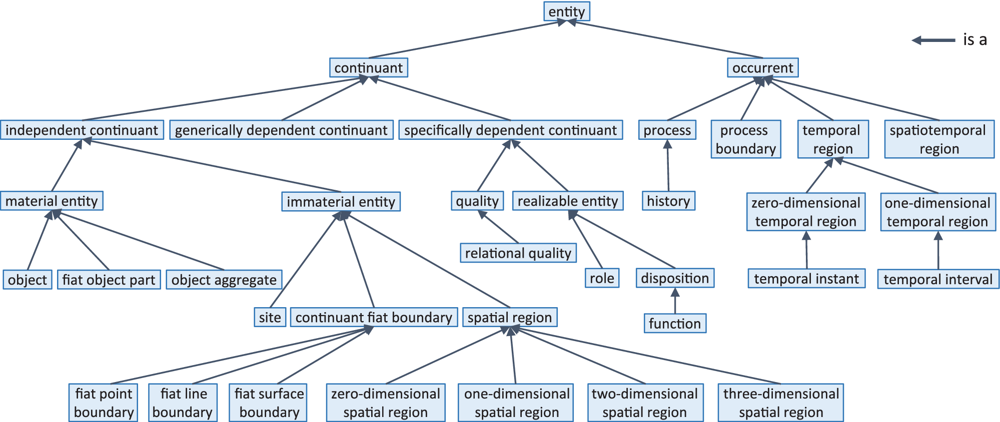 entity
is a
continuant
occurrent
independent continuant
generically dependent continuant
specifically dependent continuant
process
process
boundary
temporal
region
spatiotemporal
region
material entity
immaterial entity
quality
realizable entity
history
zero-dimensional
temporal region
one-dimensional
temporal region
relational quality
object
fiat object part
object aggregate
role
disposition
temporal instant
temporal interval
site
continuant fiat boundary
spatial region
function
fiat point
boundary
fiat line
boundary
fiat surface
boundary
zero-dimensional
spatial region
one-dimensional
spatial region
two-dimensional
spatial region
three-dimensional
spatial region